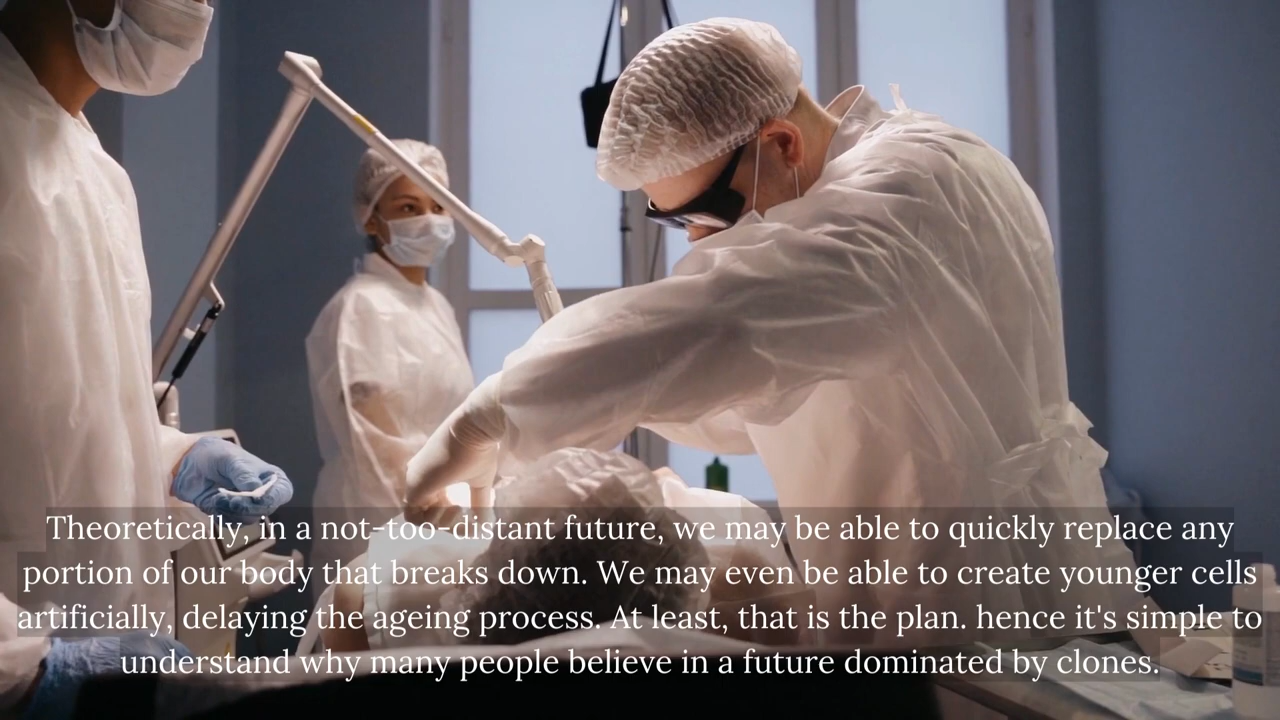 Theoretically, in a not-too-distant future, we may be able to quickly replace any
portion of our body that breaks down. We may even be able to create younger cells
artificially, delaying the ageing process. At least, that is the plan. hence it's simple to
understand why many people believe in a future dominated by clones.